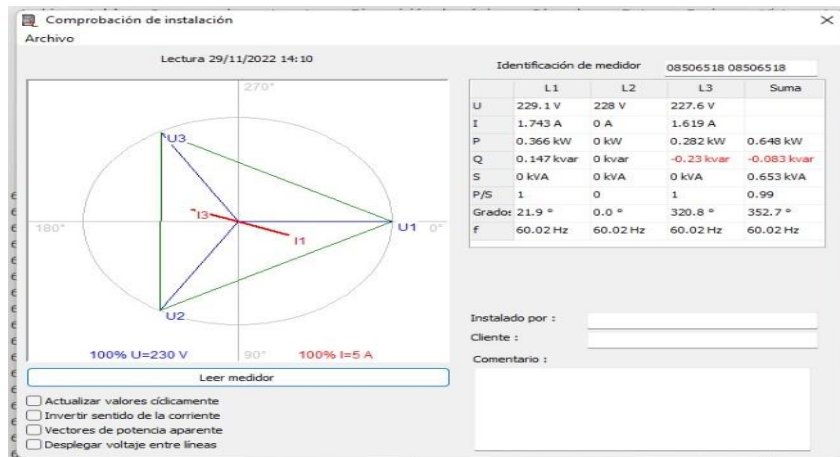 Comprobación de instalación
Archivo
Lectura 29/11/2022 14:10
270°
U3
I3
180°
U1 0°
I1
U2
100% U=230 V 90° 100% I=5 A
Leer medidor
Actualizar valores cíclicamente
Invertir sentido de la corriente
Vectores de potencia aparente
Desplegar voltaje entre líneas
Identificación de medidor 08506518 08506518
L1 L2 L3 Suma
U 229.1 V 228 V 227.6 V
I 1.743 A 0 A 1.619 A
P 0.366 kW 0 kW 0.282 kW 0.648 kW
Q 0.147 kvar 0 kvar -0.23 kvar -0.083 kvar
S 0 kVA 0 kVA 0 kVA 0.653 kVA
P/S 1 0 1 0.99
Grados 21.9 ° 0.0 ° 320.8 ° 352.7 °
f 60.02 Hz 60.02 Hz 60.02 Hz 60.02 Hz
Instalado por :
Cliente :
Comentario :